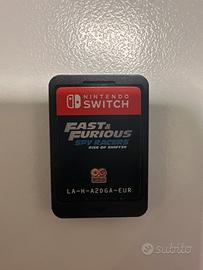 NINTENDO
SWITCH
FAST &
FURIOUS
SPY RACERS
RISE OF SH1FT3R
LA-H-A2DGA-EUR
subito